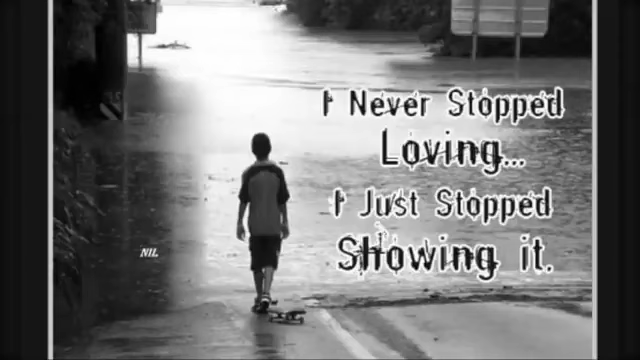 I Never Stopped
Loving...
I Just Stopped
Showing it.
NIL